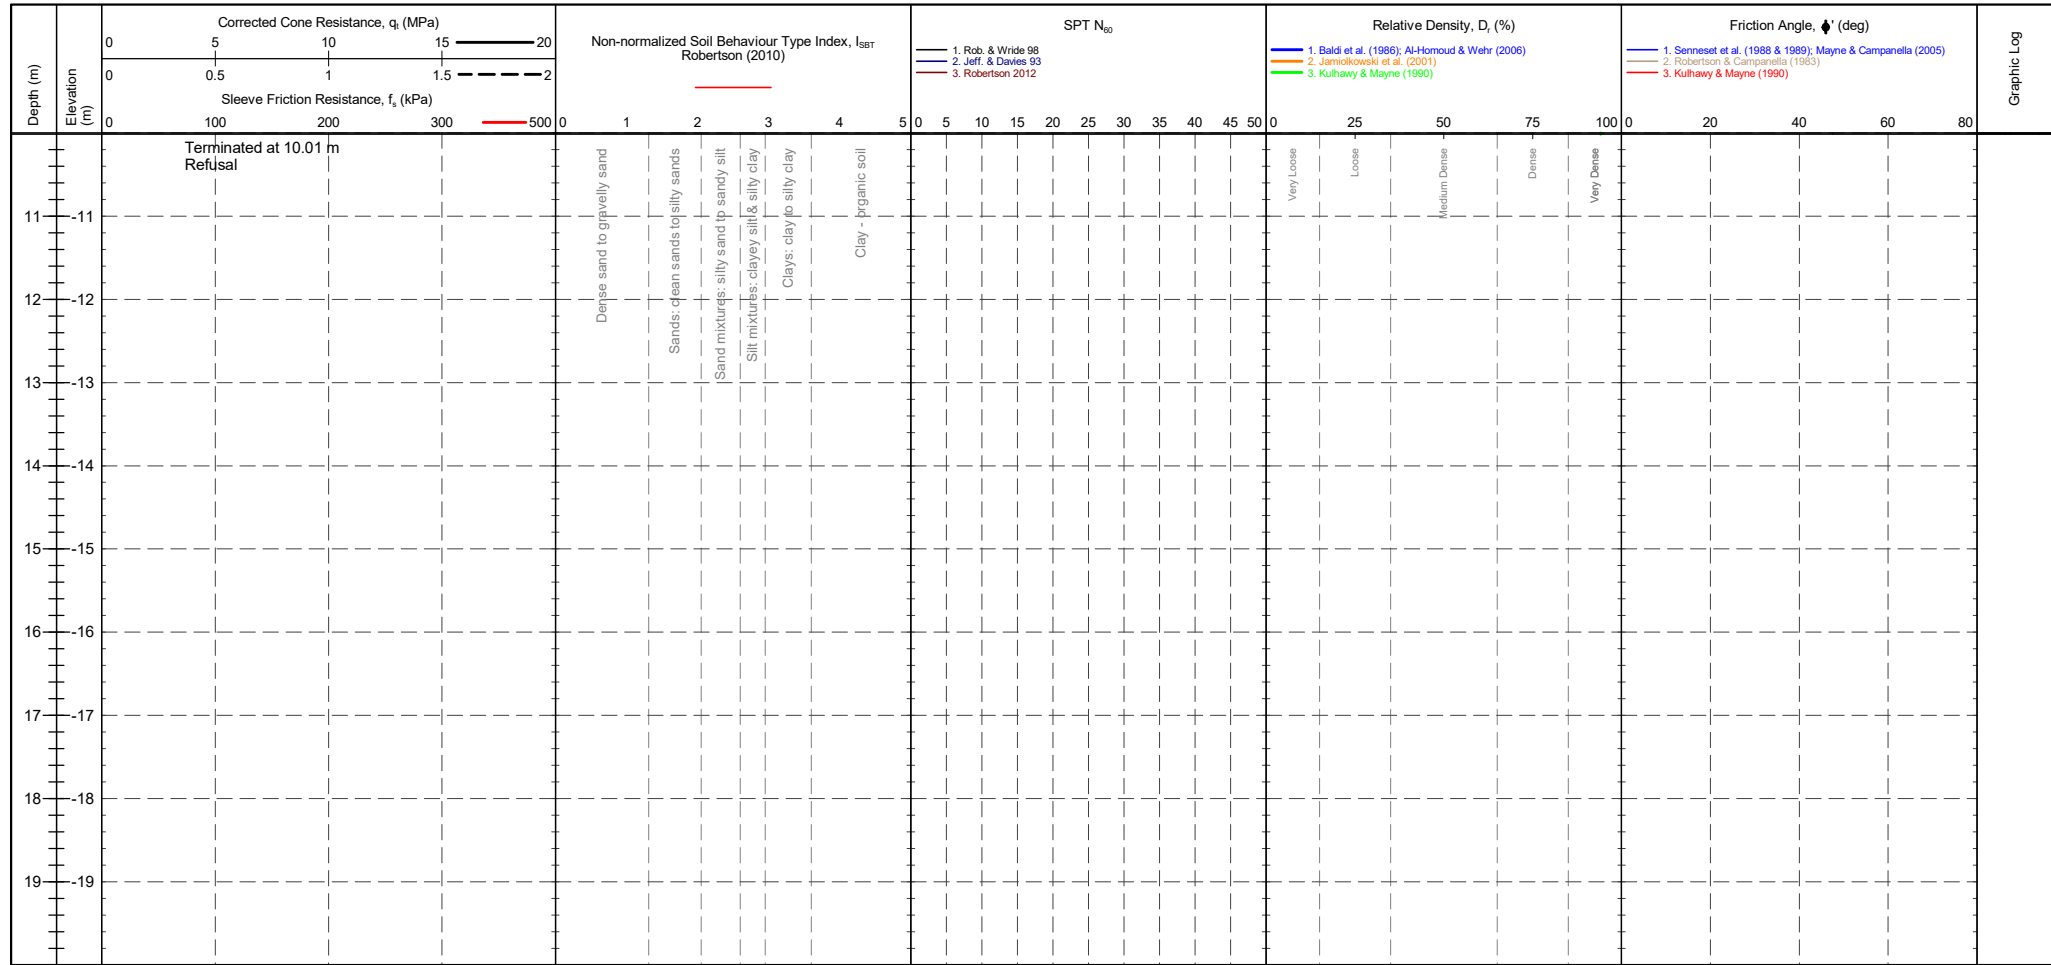 Depth (m)
Elevation
(m)
Corrected Cone Resistance, qt (MPa)
0 5 10 15 20
0 0.5 1 1.5 2
Sleeve Friction Resistance, fs (kPa)
0 100 200 300 500
Non-normalized Soil Behaviour Type Index, ISBT
Robertson (2010)
0 1 2 3 4 5
SPT N60
1. Rob. & Wride 98
2. Jeff. & Davies 93
3. Robertson 2012
0 5 10 15 20 25 30 35 40 45 50
Relative Density, Dr (%)
1. Baldi et al. (1986); Al-Homoud & Wehr (2006)
2. Jamiolkowski et al. (2001)
3. Kulhawy & Mayne (1990)
0 25 50 75 100
Friction Angle, ϕ' (deg)
1. Senneset et al. (1988 & 1989); Mayne & Campanella (2005)
2. Robertson & Campanella (1983)
3. Kulhawy & Mayne (1990)
0 20 40 60 80
Graphic Log
Terminated at 10.01 m
Refusal
Dense sand to gravelly sand
Sands: clean sands to silty sands
Sand mixtures: silty sand to sandy silt
Silt mixtures: clayey silt & silty clay
Clays: clay to silty clay
Clay - organic soil
Very Loose
Loose
Medium Dense
Dense
Very Dense
11 -11
12 -12
13 -13
14 -14
15 -15
16 -16
17 -17
18 -18
19 -19